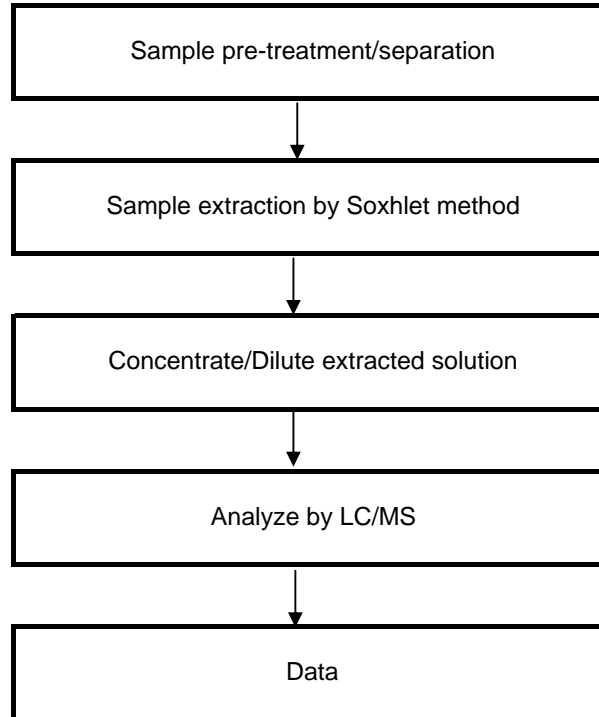 Sample pre-treatment/separation
Sample extraction by Soxhlet method
Concentrate/Dilute extracted solution
Analyze by LC/MS
Data